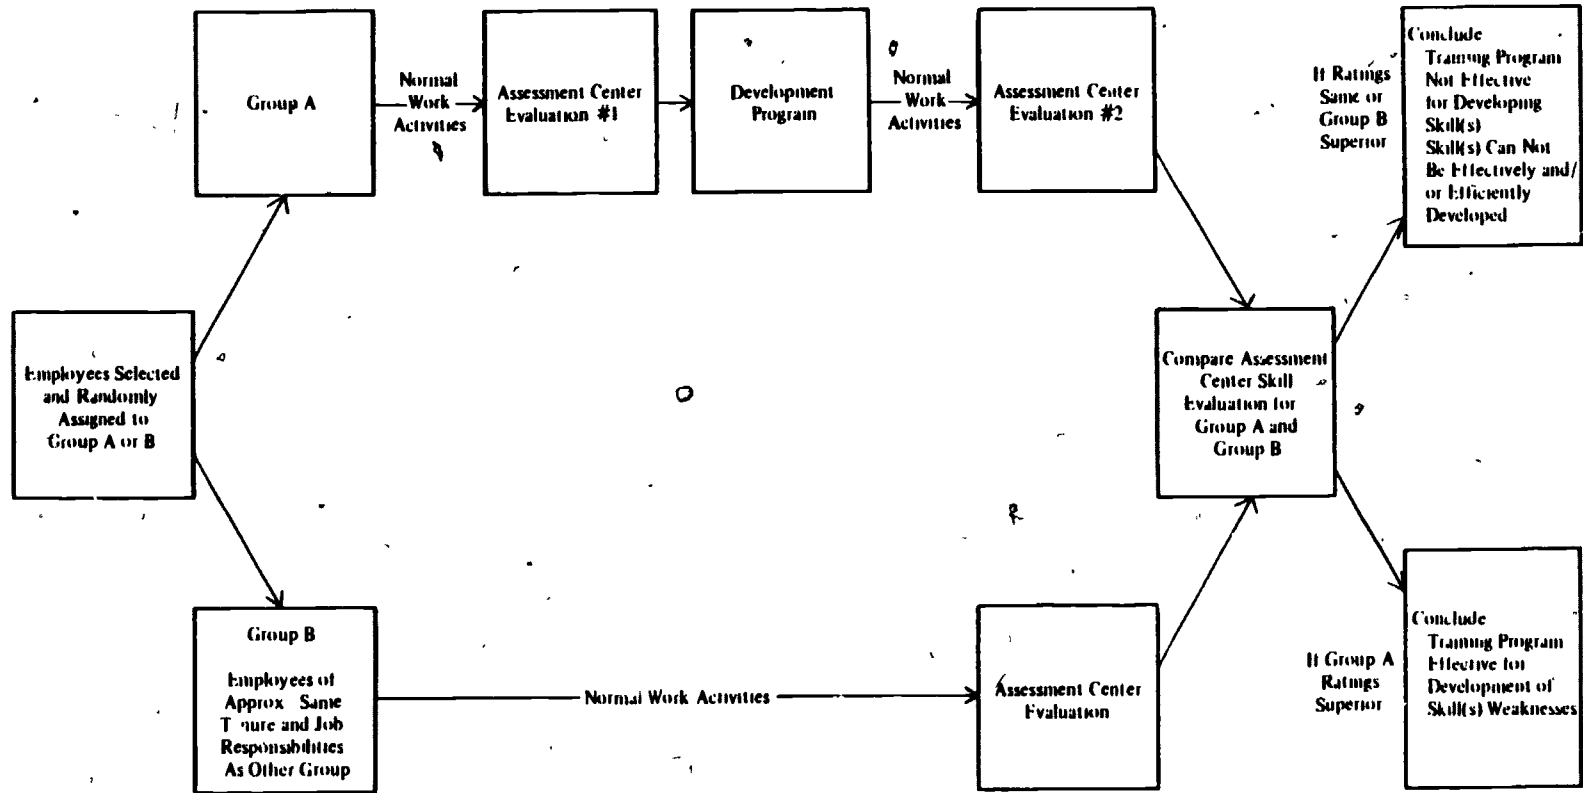 Group A
Normal
Work
Activities
Assessment Center
Evaluation #1
Development
Program
Normal
Work
Activities
Assessment Center
Evaluation #2
If Ratings
Same or
Group B
Superior
Conclude
Training Program
Not Effective
for Developing
Skill(s)
Skill(s) Can Not
Be Effectively and/
or Efficiently
Developed
Employees Selected
and Randomly
Assigned to
Group A or B
Compare Assessment
Center Skill
Evaluation for
Group A and
Group B
Group B
Employees of
Approx Same
T nure and Job
Responsibilities
As Other Group
Normal Work Activities
Assessment Center
Evaluation
If Group A
Ratings
Superior
Conclude
Training Program
Effective for
Development of
Skill(s) Weaknesses